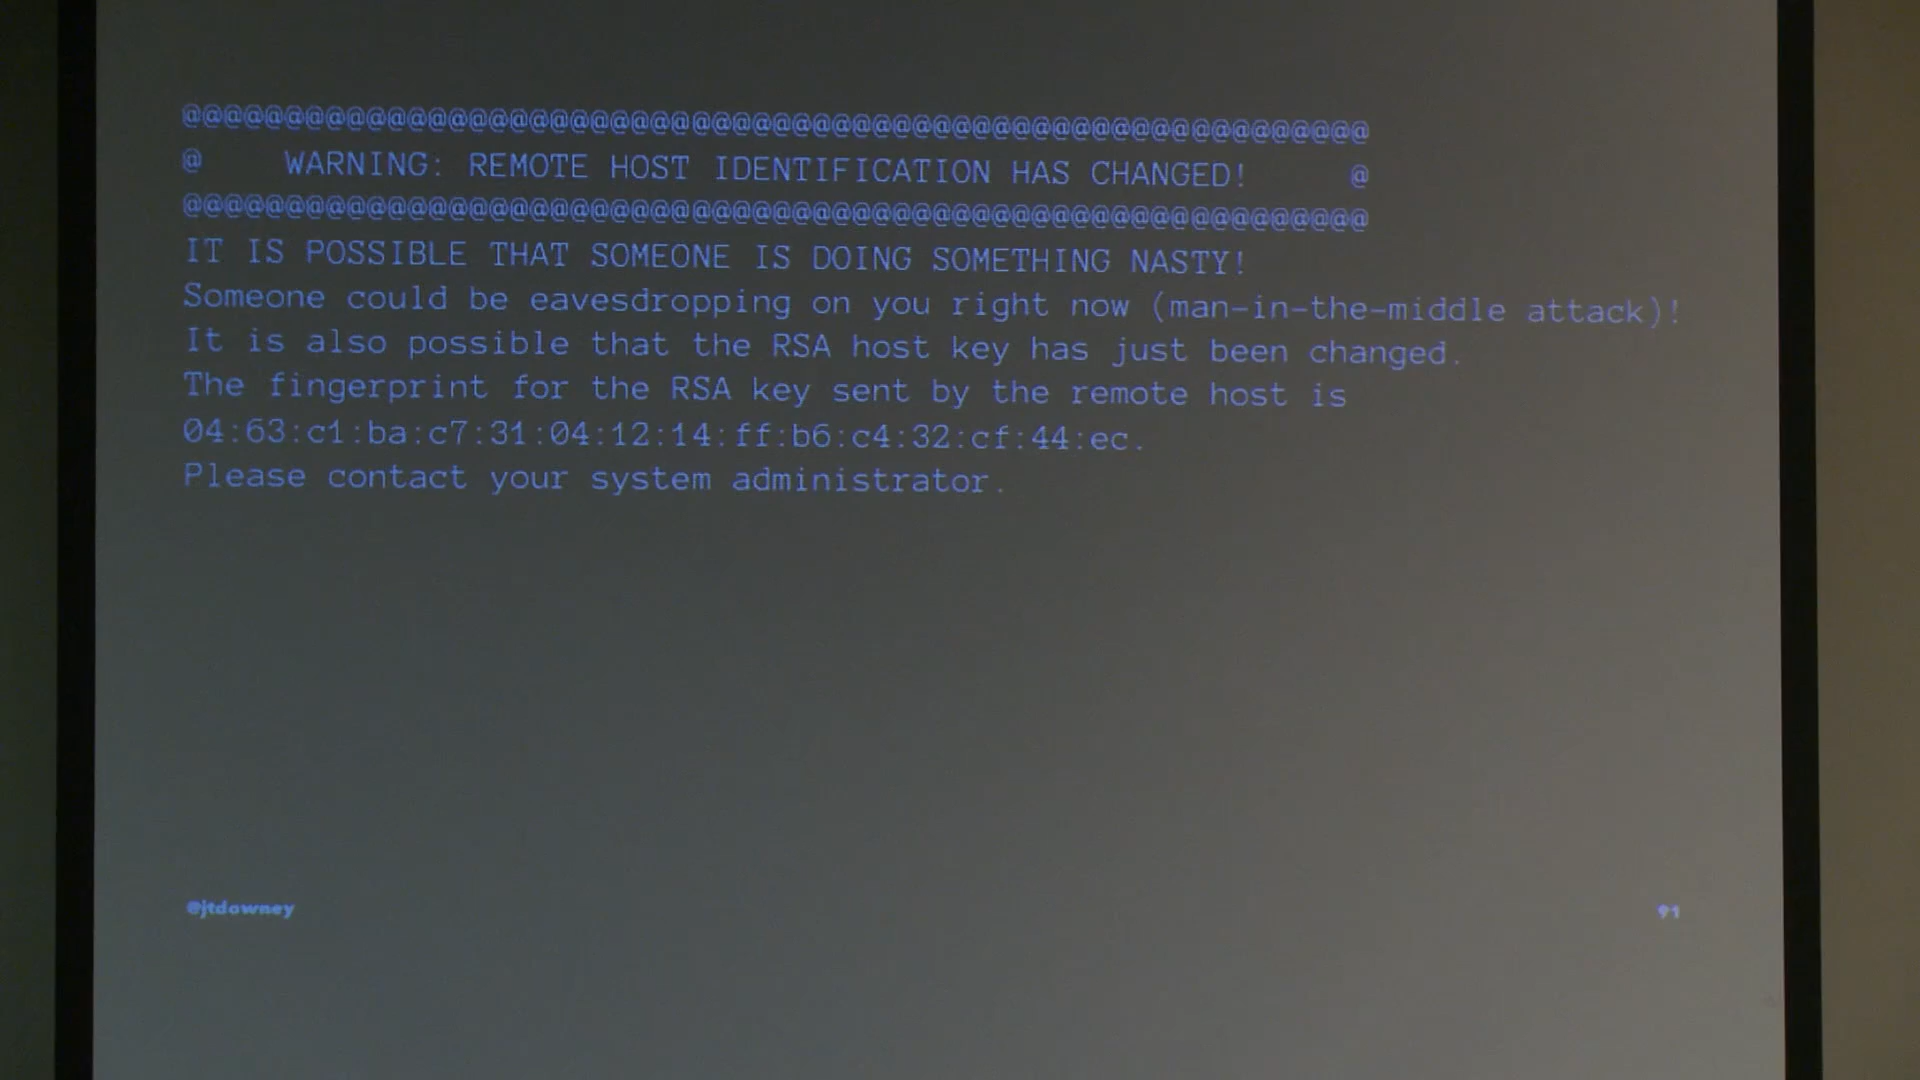 @@@@@@@@@@@@@@@@@@@@@@@@@@@@@@@@@@@@@@@@@@@@@@@@@@@@@@@@@@@
@     WARNING: REMOTE HOST IDENTIFICATION HAS CHANGED!     @
@@@@@@@@@@@@@@@@@@@@@@@@@@@@@@@@@@@@@@@@@@@@@@@@@@@@@@@@@@@
IT IS POSSIBLE THAT SOMEONE IS DOING SOMETHING NASTY!
Someone could be eavesdropping on you right now (man-in-the-middle attack)!
It is also possible that the RSA host key has just been changed.
The fingerprint for the RSA key sent by the remote host is
04:63:c1:ba:c7:31:04:12:14:ff:b6:c4:32:cf:44:ec.
Please contact your system administrator.
@jtdowney
91